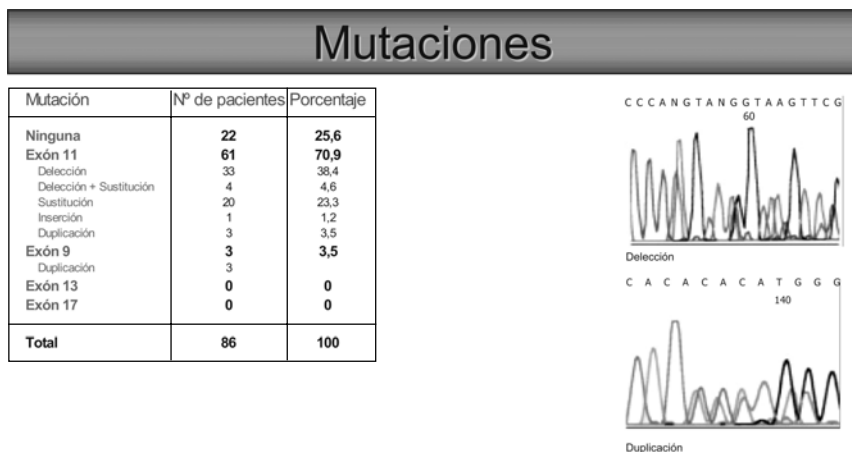 Mutaciones
Mutación Nº de pacientes Porcentaje
Ninguna 22 25,6
Exón 11 61 70,9
Delección 33 38,4
Delección + Sustitución 4 4,6
Sustitución 20 23,3
Inserción 1 1,2
Duplicación 3 3,5
Exón 9 3 3,5
Duplicación 3
Exón 13 0 0
Exón 17 0 0
Total 86 100
C C C A N G T A N G G T A A G T T C G
60
Delección
C A C A C A C A T G G G
140
Duplicación